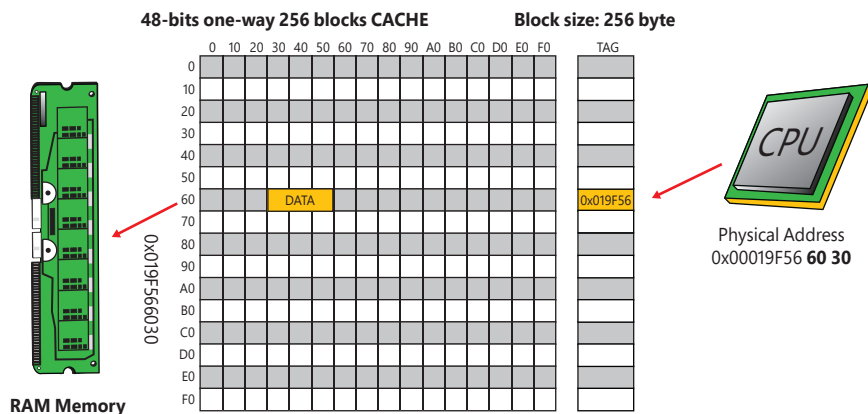 48-bits one-way 256 blocks CACHE
Block size: 256 byte
0 10 20 30 40 50 60 70 80 90 A0 B0 C0 D0 E0 F0
TAG
0
10
20
30
40
50
60 DATA 0x019F56
70
80
90
A0
B0
C0
D0
E0
F0
0x019F566030
CPU
Physical Address
0x00019F56 60 30
RAM Memory